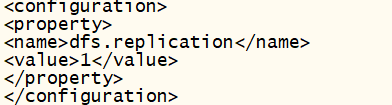 <configuration>
<property>
<name>dfs.replication</name>
<value>1</value>
</property>
</configuration>